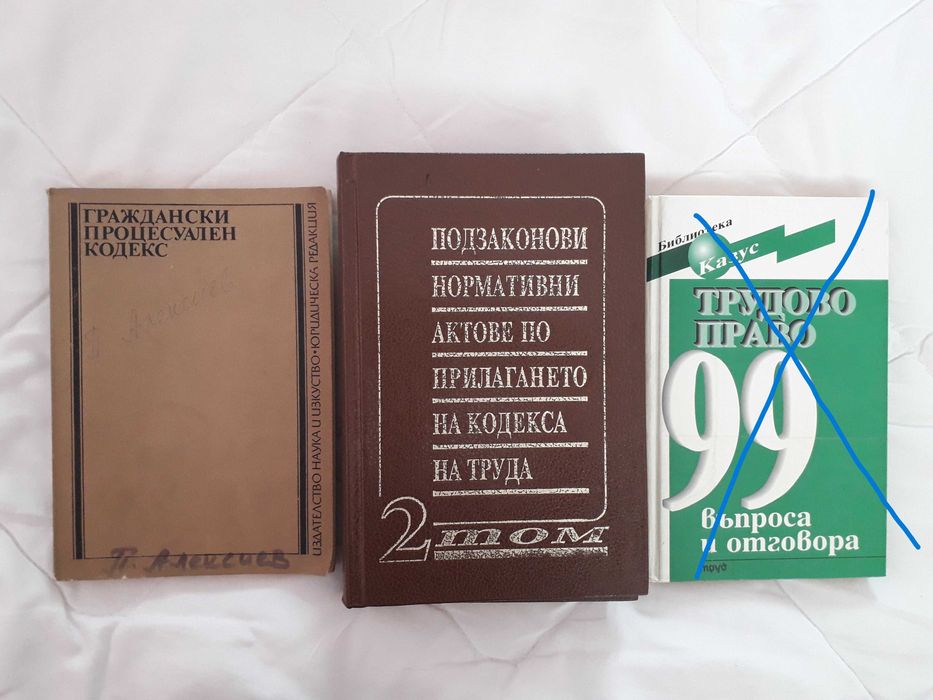 ГРАЖДАНСКИ
ПРОЦЕСУАЛЕН
КОДЕКС
П. Алексиев
ИЗДАТЕЛСТВО НАУКА И ИЗКУСТВО • ЮРИДИЧЕСКА РЕДАКЦИЯ
П. Алексиев
ПОДЗАКОНОВИ
НОРМАТИВНИ
АКТОВЕ ПО
ПРИЛАГАНЕТО
НА КОДЕКСА
НА ТРУДА
2 том
Библиотека
Казус
ТРУДОВО
ПРАВО
99
въпроса
и отговора
труд